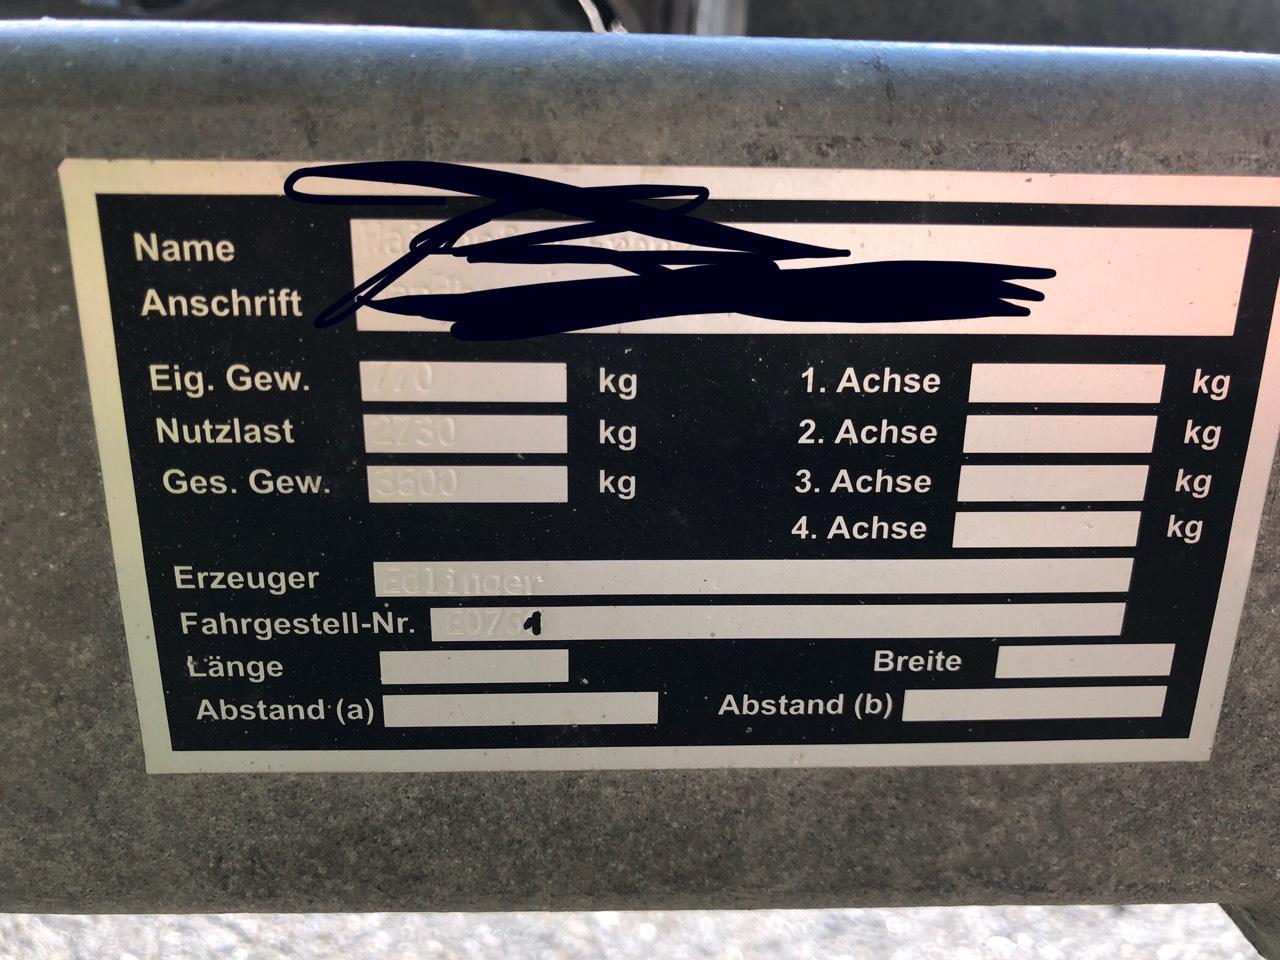 Name
Anschrift
Eig. Gew. 770 kg 1. Achse kg
Nutzlast 2730 kg 2. Achse kg
Ges. Gew. 3500 kg 3. Achse kg
4. Achse kg
Erzeuger Edlinger
Fahrgestell-Nr.
Länge Breite
Abstand (a) Abstand (b)